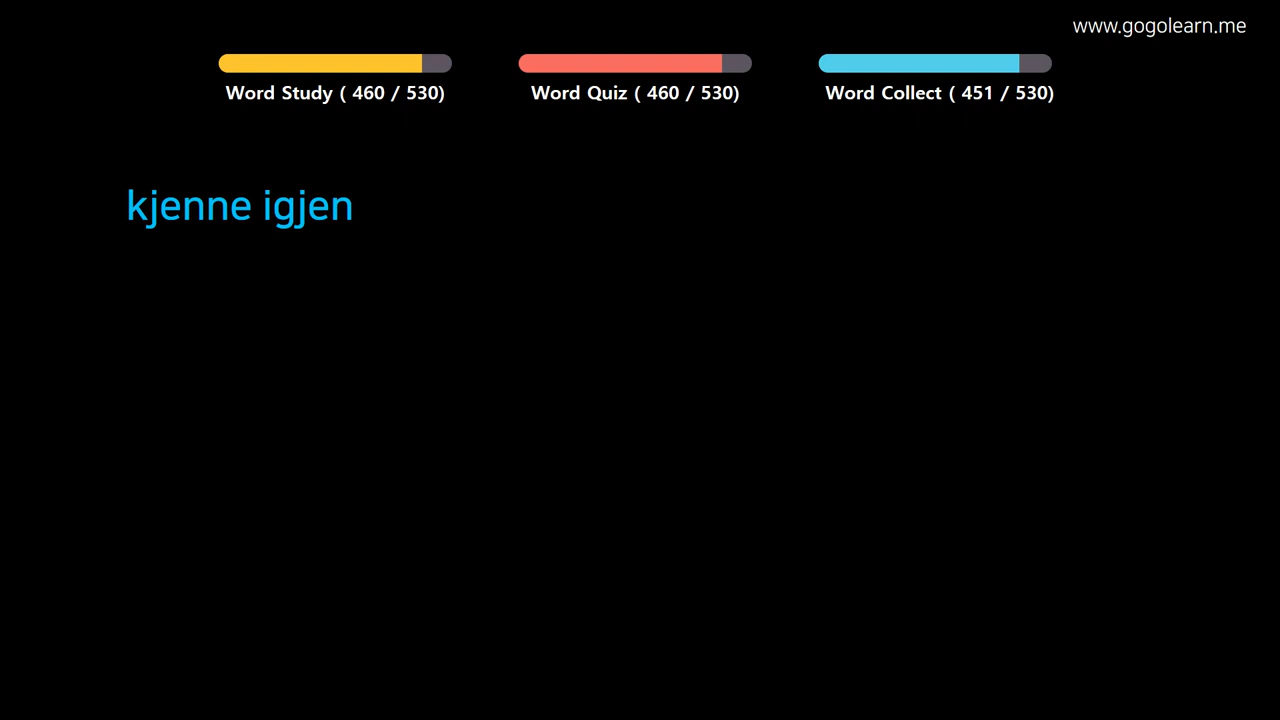 www.gogolearn.me
Word Study ( 460 / 530)
Word Quiz ( 460 / 530)
Word Collect ( 451 / 530)
kjenne igjen